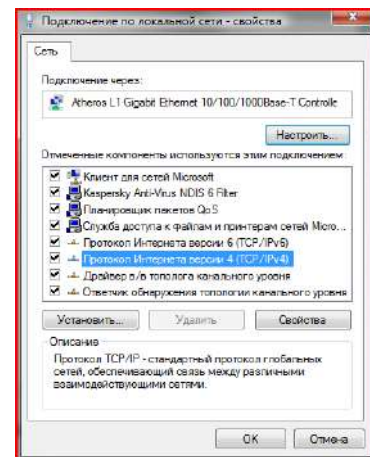 Подключение по локальной сети - свойства
Сеть
Подключение через:
Atheros L1 Gigabit Ethernet 10/100/1000Base-T Controlle
Настроить...
Отмеченные компоненты используются этим подключением
Клиент для сетей Microsoft
Kaspersky Anti-Virus NDIS 6 Filter
Планировщик пакетов QoS
Служба доступа к файлам и принтерам сетей Micro...
Протокол Интернета версии 6 (TCP/IPv6)
Протокол Интернета версии 4 (TCP/IPv4)
Драйвер в/в тополога канального уровня
Ответчик обнаружения топологии канального уровня
Установить...
Удалить
Свойства
Описание
Протокол TCP/IP - стандартный протокол глобальных
сетей, обеспечивающий связь между различными
взаимодействующими сетями.
OK
Отмена